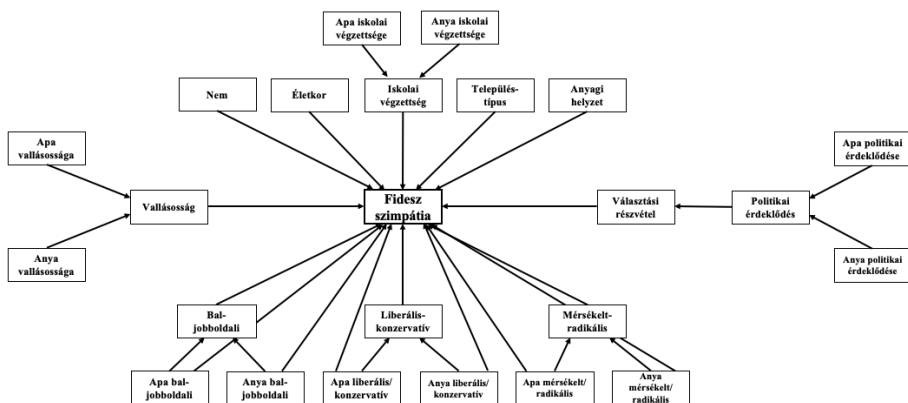 Apa iskolai
végzettsége
Anya iskolai
végzettsége
Nem
Életkor
Iskolai
végzettség
Település-
típus
Anyagi
helyzet
Apa
vallásossága
Apa politikai
érdeklődése
Vallásosság
Fidesz
szimpátia
Választási
részvétel
Politikai
érdeklődés
Anya
vallásossága
Anya politikai
érdeklődése
Bal-
jobboldali
Liberális-
konzervatív
Mérsékelt-
radikális
Apa bal-
jobboldali
Anya bal-
jobboldali
Apa liberális/
konzervatív
Anya liberális/
konzervatív
Apa mérsékelt/
radikális
Anya
mérsékelt/
radikális